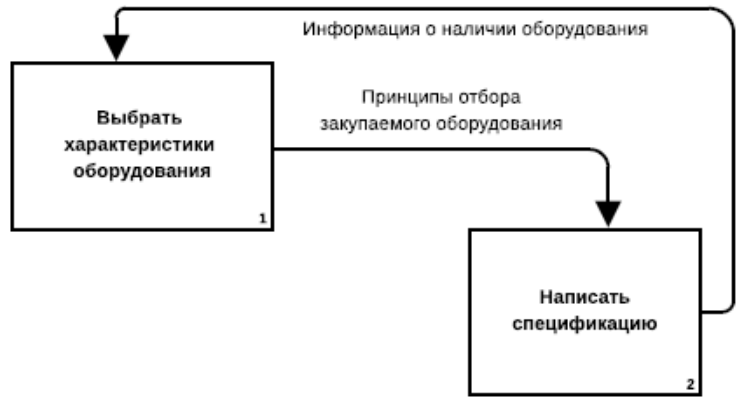 Информация о наличии оборудования
Принципы отбора
закупаемого оборудования
Выбрать
характеристики
оборудования
1
Написать
спецификацию
2